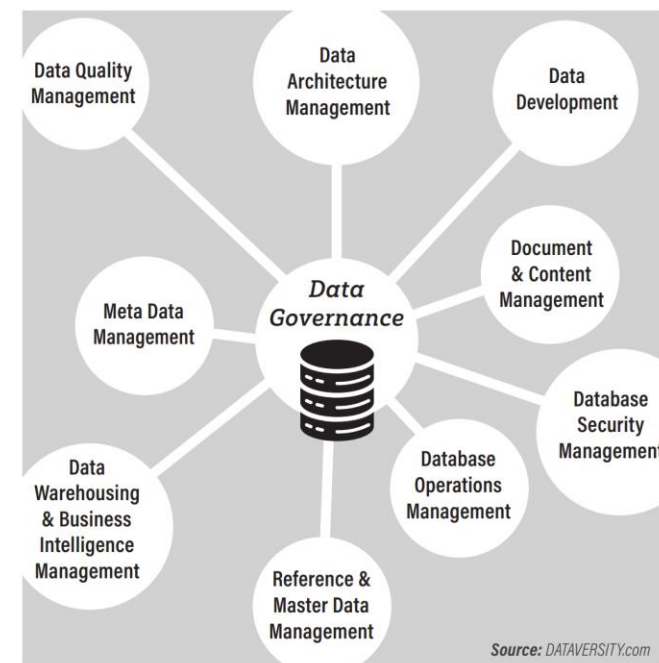 Data Quality
Management
Data
Architecture
Management
Data
Development
Document
& Content
Management
Data
Governance
Meta Data
Management
Database
Security
Management
Database
Operations
Management
Data
Warehousing
& Business
Intelligence
Management
Reference &
Master Data
Management
Source: DATAVERSITY.com